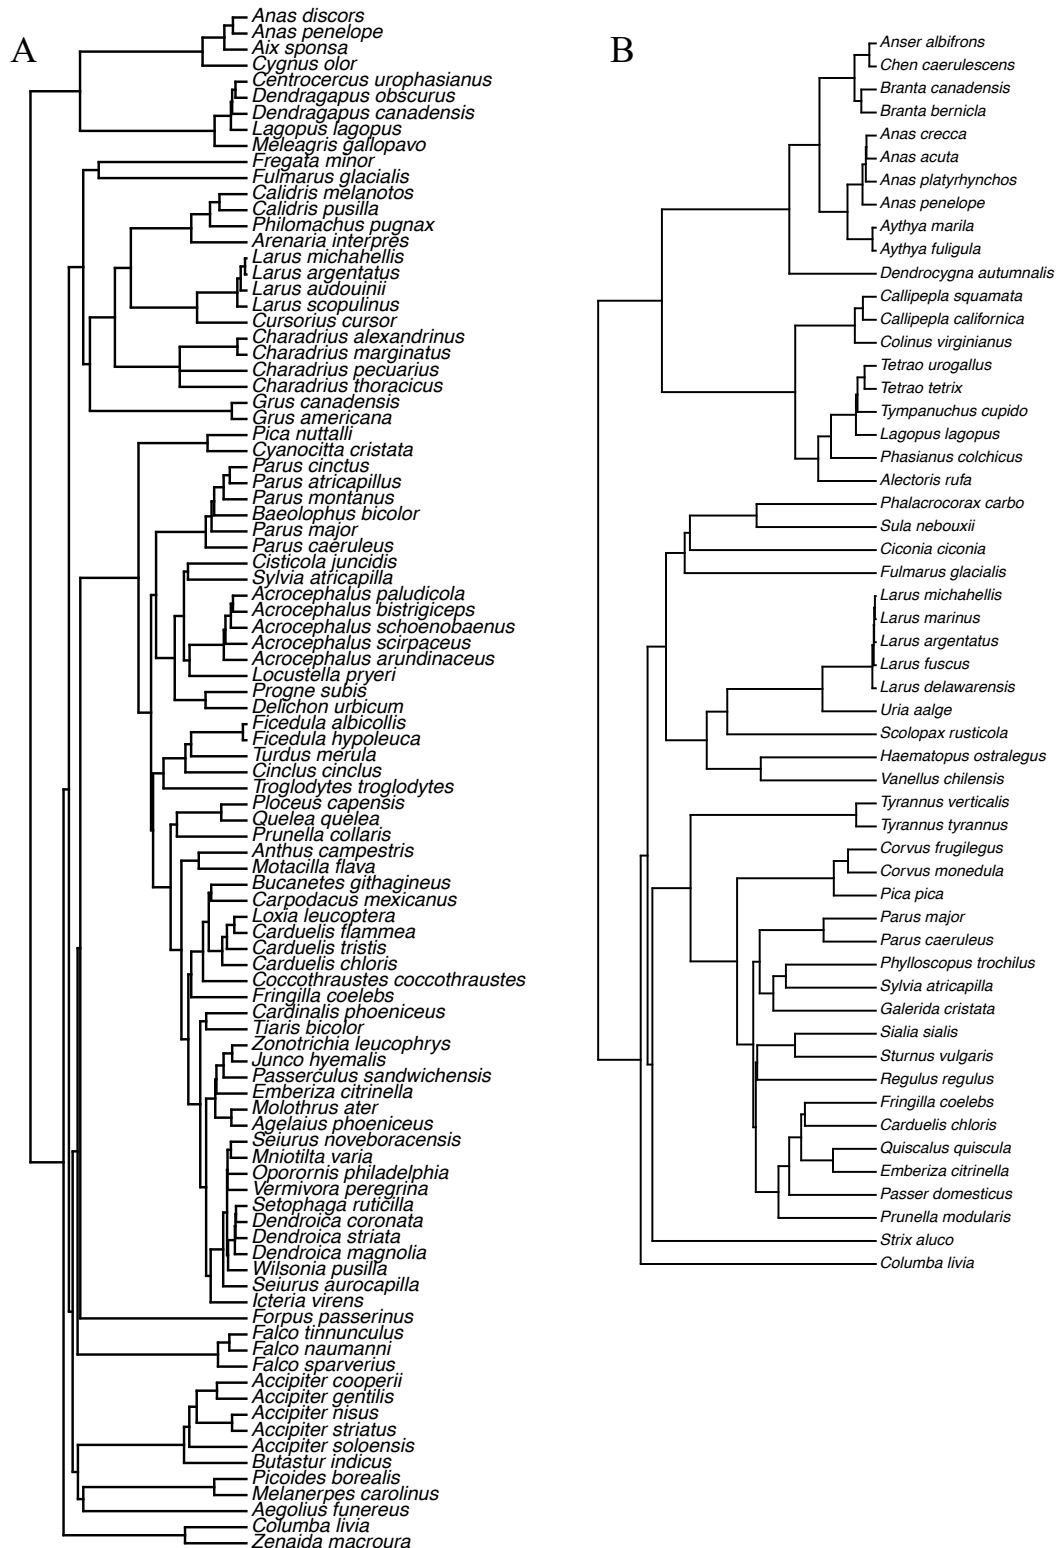 A
Anas discors
Anas penelope
Aix sponsa
Cygnus olor
Centrocercus urophasianus
Dendragapus obscurus
Dendragapus canadensis
Lagopus lagopus
Meleagris gallopavo
Fregata minor
Fulmarus glacialis
Calidris melanotos
Calidris pusilla
Philomachus pugnax
Arenaria interpres
Larus michahellis
Larus argentatus
Larus audouinii
Larus scopulinus
Cursorius cursor
Charadrius alexandrinus
Charadrius marginatus
Charadrius pecuarius
Charadrius thoracicus
Grus canadensis
Grus americana
Pica nuttalli
Cyanocitta cristata
Parus cinctus
Parus atricapillus
Parus montanus
Baeolophus bicolor
Parus major
Parus caeruleus
Cisticola juncidis
Sylvia atricapilla
Acrocephalus paludicola
Acrocephalus bistrigiceps
Acrocephalus schoenobaenus
Acrocephalus scirpaceus
Acrocephalus arundinaceus
Locustella pryeri
Progne subis
Delichon urbicum
Ficedula albicollis
Ficedula hypoleuca
Turdus merula
Cinclus cinclus
Troglodytes troglodytes
Ploceus capensis
Quelea quelea
Prunella collaris
Anthus campestris
Motacilla flava
Bucanetes githagineus
Carpodacus mexicanus
Loxia leucoptera
Carduelis flammea
Carduelis tristis
Carduelis chloris
Coccothraustes coccothraustes
Fringilla coelebs
Cardinalis phoeniceus
Tiaris bicolor
Zonotrichia leucophrys
Junco hyemalis
Passerculus sandwichensis
Emberiza citrinella
Molothrus ater
Agelaius phoeniceus
Seiurus noveboracensis
Mniotilta varia
Oporornis philadelphia
Vermivora peregrina
Setophaga ruticilla
Dendroica coronata
Dendroica striata
Dendroica magnolia
Wilsonia pusilla
Seiurus aurocapilla
Icteria virens
Forpus passerinus
Falco tinnunculus
Falco naumanni
Falco sparverius
Accipiter cooperii
Accipiter gentilis
Accipiter nisus
Accipiter striatus
Accipiter soloensis
Butastur indicus
Picoides borealis
Melanerpes carolinus
Aegolius funereus
Columba livia
Zenaida macroura
B
Anser albifrons
Chen caerulescens
Branta canadensis
Branta bernicla
Anas crecca
Anas acuta
Anas platyrhynchos
Anas penelope
Aythya marila
Aythya fuligula
Dendrocygna autumnalis
Callipepla squamata
Callipepla californica
Colinus virginianus
Tetrao urogallus
Tetrao tetrix
Tympanuchus cupido
Lagopus lagopus
Phasianus colchicus
Alectoris rufa
Phalacrocorax carbo
Sula nebouxii
Ciconia ciconia
Fulmarus glacialis
Larus michahellis
Larus marinus
Larus argentatus
Larus fuscus
Larus delawarensis
Uria aalge
Scolopax rusticola
Haematopus ostralegus
Vanellus chilensis
Tyrannus verticalis
Tyrannus tyrannus
Corvus frugilegus
Corvus monedula
Pica pica
Parus major
Parus caeruleus
Phylloscopus trochilus
Sylvia atricapilla
Galerida cristata
Sialia sialis
Sturnus vulgaris
Regulus regulus
Fringilla coelebs
Carduelis chloris
Quiscalus quiscula
Emberiza citrinella
Passer domesticus
Prunella modularis
Strix aluco
Columba livia